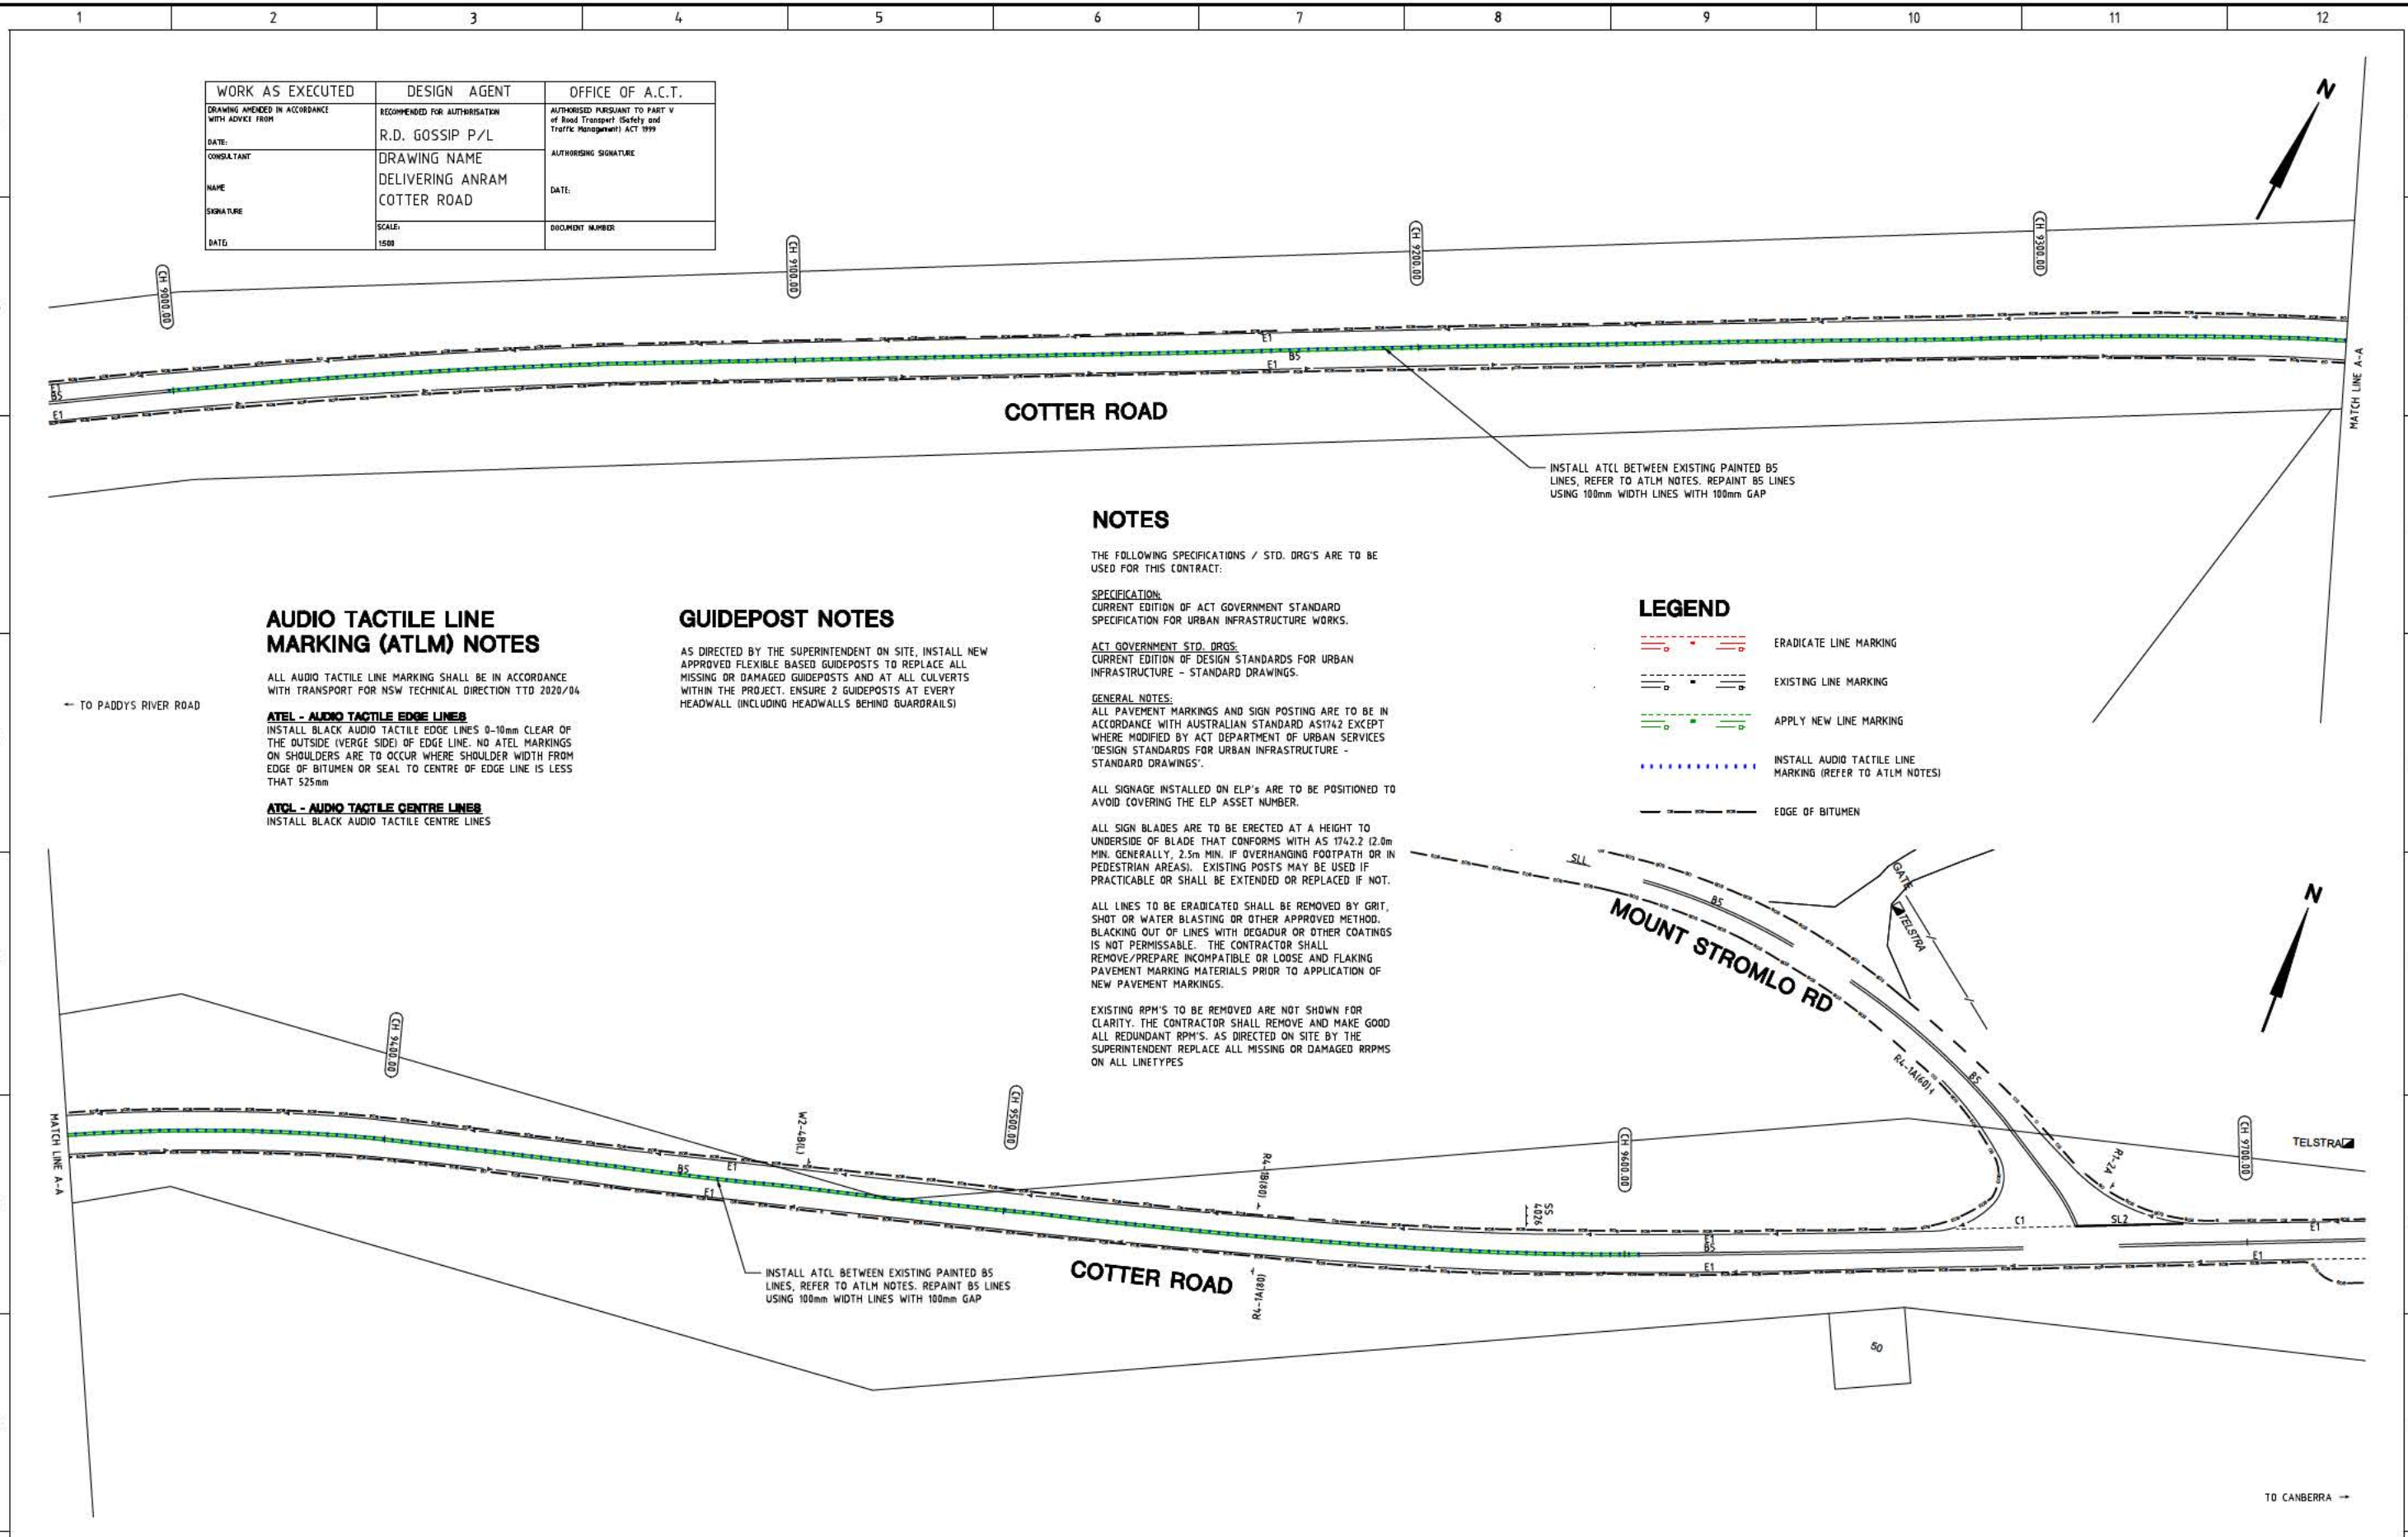 1 2 3 4 5 6 7 8 9 10 11 12
WORK AS EXECUTED
DRAWING AMENDED IN ACCORDANCE
WITH ADVICE FROM
DATE:
CONSULTANT
NAME
SIGNATURE
DATE:
DESIGN AGENT
RECOMMENDED FOR AUTHORISATION
R.D. GOSSIP P/L
DRAWING NAME
DELIVERING ANRAM
COTTER ROAD
SCALE:
1:500
OFFICE OF A.C.T.
AUTHORISED PURSUANT TO PART V
of Road Transport (Safety and
Traffic Management) ACT 1999
AUTHORISING SIGNATURE
DATE:
DOCUMENT NUMBER
N
CH 9000.00
CH 9100.00
CH 9200.00
CH 9300.00
E1
B5
E1
E1
B5
E1
MATCH LINE A-A
COTTER ROAD
INSTALL ATCL BETWEEN EXISTING PAINTED B5
LINES, REFER TO ATLM NOTES. REPAINT B5 LINES
USING 100mm WIDTH LINES WITH 100mm GAP
← TO PADDYS RIVER ROAD
AUDIO TACTILE LINE
MARKING (ATLM) NOTES
ALL AUDIO TACTILE LINE MARKING SHALL BE IN ACCORDANCE
WITH TRANSPORT FOR NSW TECHNICAL DIRECTION TTD 2020/04
ATEL - AUDIO TACTILE EDGE LINES
INSTALL BLACK AUDIO TACTILE EDGE LINES 0-10mm CLEAR OF
THE OUTSIDE (VERGE SIDE) OF EDGE LINE. NO ATEL MARKINGS
ON SHOULDERS ARE TO OCCUR WHERE SHOULDER WIDTH FROM
EDGE OF BITUMEN OR SEAL TO CENTRE OF EDGE LINE IS LESS
THAT 525mm
ATCL - AUDIO TACTILE CENTRE LINES
INSTALL BLACK AUDIO TACTILE CENTRE LINES
GUIDEPOST NOTES
AS DIRECTED BY THE SUPERINTENDENT ON SITE, INSTALL NEW
APPROVED FLEXIBLE BASED GUIDEPOSTS TO REPLACE ALL
MISSING OR DAMAGED GUIDEPOSTS AND AT ALL CULVERTS
WITHIN THE PROJECT. ENSURE 2 GUIDEPOSTS AT EVERY
HEADWALL (INCLUDING HEADWALLS BEHIND GUARDRAILS)
NOTES
THE FOLLOWING SPECIFICATIONS / STD. DRG'S ARE TO BE
USED FOR THIS CONTRACT:
SPECIFICATION:
CURRENT EDITION OF ACT GOVERNMENT STANDARD
SPECIFICATION FOR URBAN INFRASTRUCTURE WORKS.
ACT GOVERNMENT STD. DRGS:
CURRENT EDITION OF DESIGN STANDARDS FOR URBAN
INFRASTRUCTURE - STANDARD DRAWINGS.
GENERAL NOTES:
ALL PAVEMENT MARKINGS AND SIGN POSTING ARE TO BE IN
ACCORDANCE WITH AUSTRALIAN STANDARD AS1742 EXCEPT
WHERE MODIFIED BY ACT DEPARTMENT OF URBAN SERVICES
'DESIGN STANDARDS FOR URBAN INFRASTRUCTURE -
STANDARD DRAWINGS'.
ALL SIGNAGE INSTALLED ON ELP's ARE TO BE POSITIONED TO
AVOID COVERING THE ELP ASSET NUMBER.
ALL SIGN BLADES ARE TO BE ERECTED AT A HEIGHT TO
UNDERSIDE OF BLADE THAT CONFORMS WITH AS 1742.2 (2.0m
MIN. GENERALLY, 2.5m MIN. IF OVERHANGING FOOTPATH OR IN
PEDESTRIAN AREAS). EXISTING POSTS MAY BE USED IF
PRACTICABLE OR SHALL BE EXTENDED OR REPLACED IF NOT.
ALL LINES TO BE ERADICATED SHALL BE REMOVED BY GRIT,
SHOT OR WATER BLASTING OR OTHER APPROVED METHOD.
BLACKING OUT OF LINES WITH DEGADUR OR OTHER COATINGS
IS NOT PERMISSABLE. THE CONTRACTOR SHALL
REMOVE/PREPARE INCOMPATIBLE OR LOOSE AND FLAKING
PAVEMENT MARKING MATERIALS PRIOR TO APPLICATION OF
NEW PAVEMENT MARKINGS.
EXISTING RPM'S TO BE REMOVED ARE NOT SHOWN FOR
CLARITY. THE CONTRACTOR SHALL REMOVE AND MAKE GOOD
ALL REDUNDANT RPM'S. AS DIRECTED ON SITE BY THE
SUPERINTENDENT REPLACE ALL MISSING OR DAMAGED RRPMS
ON ALL LINETYPES
LEGEND
ERADICATE LINE MARKING
EXISTING LINE MARKING
APPLY NEW LINE MARKING
INSTALL AUDIO TACTILE LINE
MARKING (REFER TO ATLM NOTES)
EDGE OF BITUMEN
SLL
B5
GATE
TELSTRA
MOUNT STROMLO RD
N
R4-1A(60)
B5
MATCH LINE A-A
CH 9400.00
CH 9500.00
CH 9600.00
CH 9700.00
TELSTRA
W2-4B(L)
R4-1B(80)
SS
4026
R1-2A
B5
E1
E1
E1
B5
E1
C1
SL2
E1
E1
INSTALL ATCL BETWEEN EXISTING PAINTED B5
LINES, REFER TO ATLM NOTES. REPAINT B5 LINES
USING 100mm WIDTH LINES WITH 100mm GAP
COTTER ROAD
R4-1A(80)
50
TO CANBERRA →